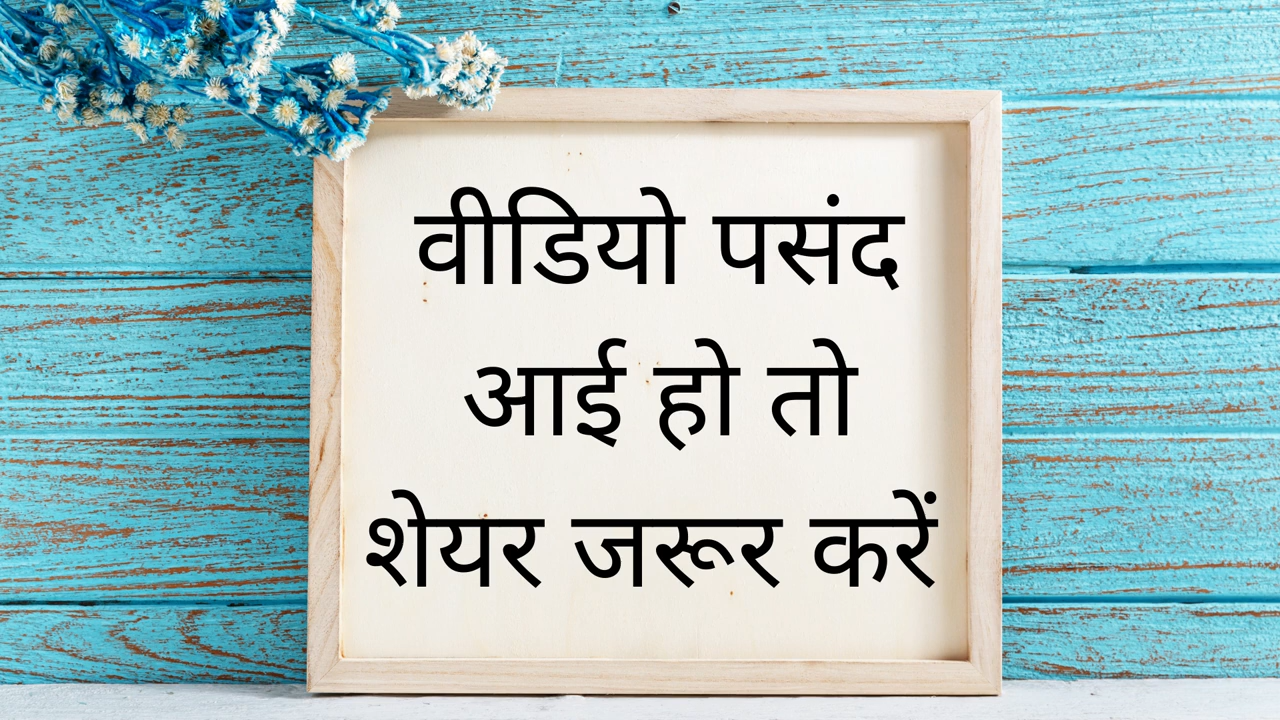 वीडियो पसंद
आई हो तो
शेयर जरूर करें